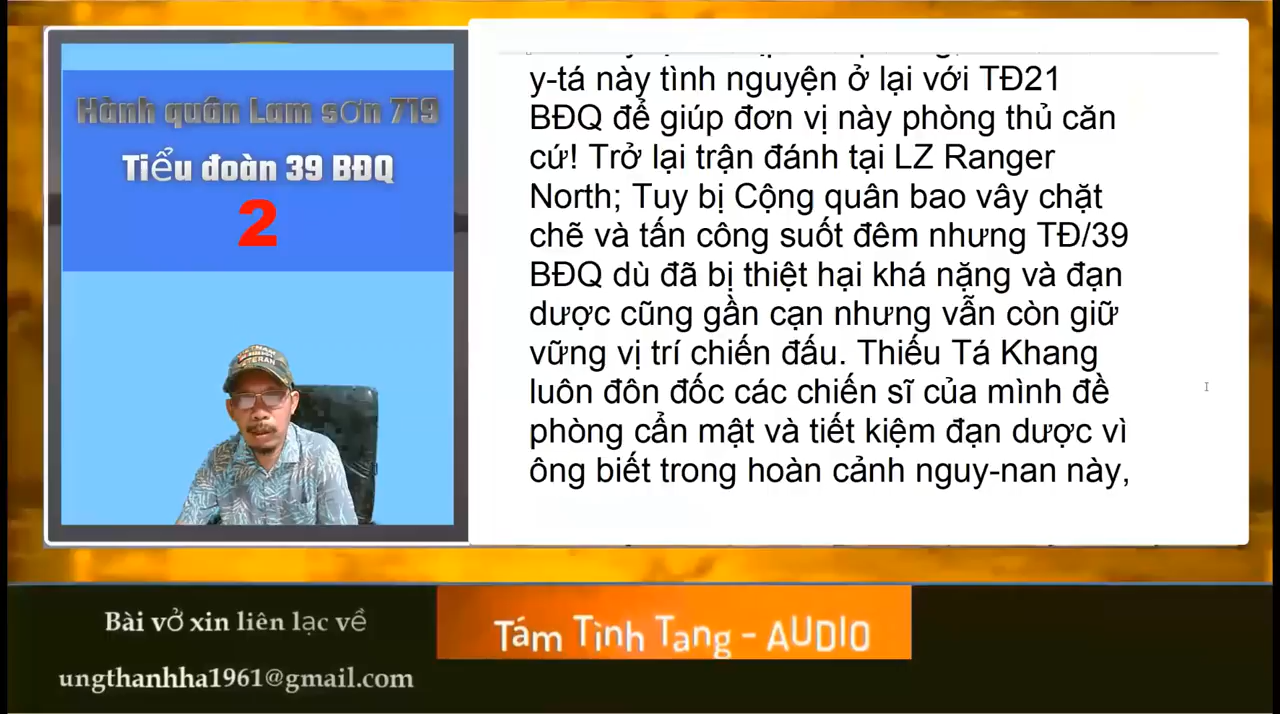 Hành quân Lam sơn 719
Tiểu đoàn 39 BĐQ
2
VETERAN
y-tá này tình nguyện ở lại với TĐ21
BĐQ để giúp đơn vị này phòng thủ căn
cứ! Trở lại trận đánh tại LZ Ranger
North; Tuy bị Cộng quân bao vây chặt
chẽ và tấn công suốt đêm nhưng TĐ/39
BĐQ dù đã bị thiệt hại khá nặng và đạn
dược cũng gần cạn nhưng vẫn còn giữ
vững vị trí chiến đấu. Thiếu Tá Khang
luôn đôn đốc các chiến sĩ của mình đề
phòng cẩn mật và tiết kiệm đạn dược vì
ông biết trong hoàn cảnh nguy-nan này,
Bài vở xin liên lạc về
ungthanhha1961@gmail.com
Tám Tình Tang - AUDIO